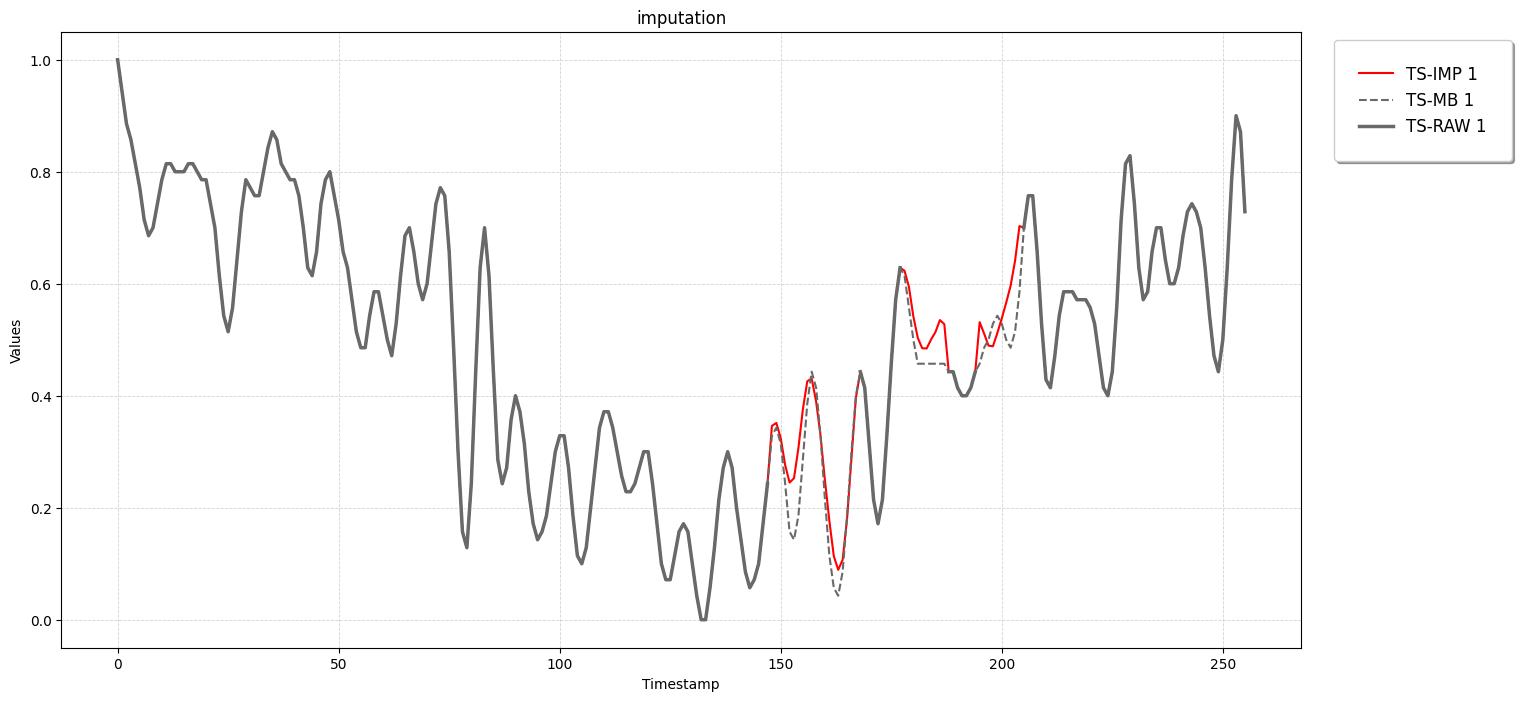 imputation
TS-IMP 1
TS-MB 1
TS-RAW 1
1.0
0.8
0.6
0.4
0.2
0.0
Values
0 50 100 150 200 250
Timestamp